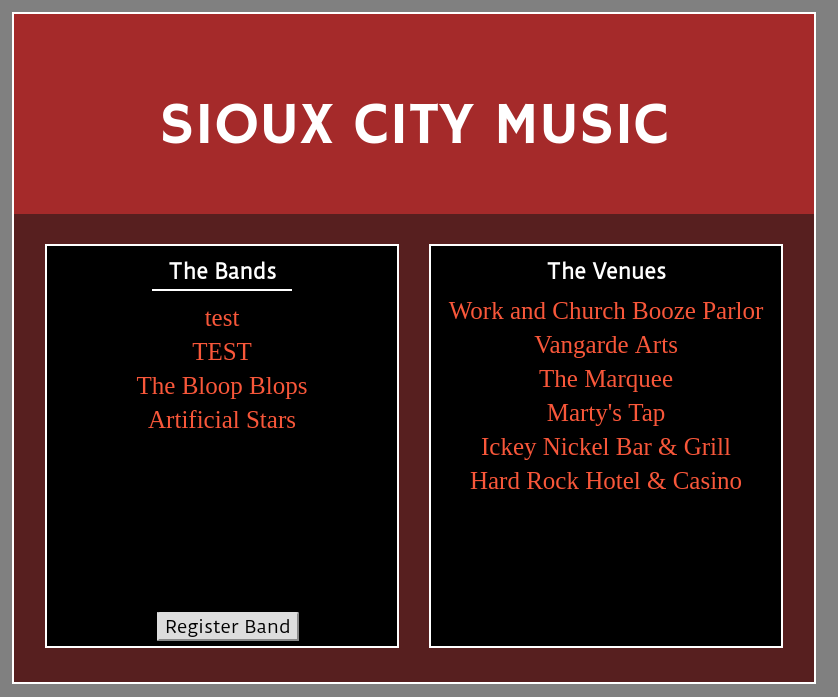 SIOUX CITY MUSIC
The Bands
test
TEST
The Bloop Blops
Artificial Stars
Register Band
The Venues
Work and Church Booze Parlor
Vangarde Arts
The Marquee
Marty's Tap
Ickey Nickel Bar & Grill
Hard Rock Hotel & Casino